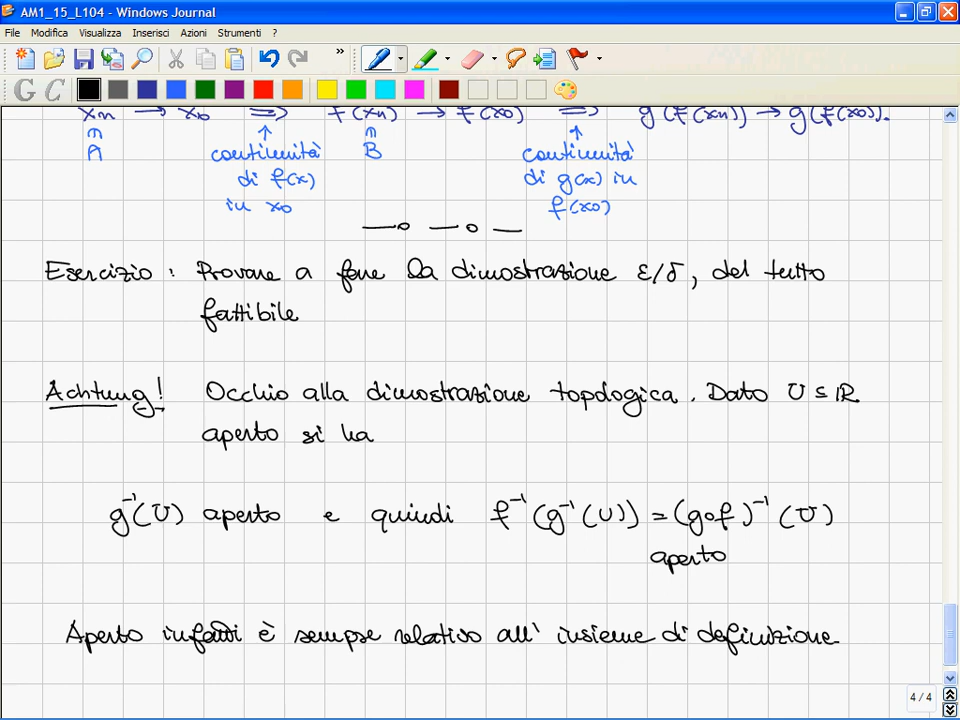 AM1_15_L104 - Windows Journal
File Modifica Visualizza Inserisci Azioni Strumenti ?
G C
xn → x0 ⇒ f(xn) → f(x0) ⇒ g(f(xn)) → g(f(x0)).
∈ ↑ ∈ ↑
A continuità B continuità
di f(x) di g(x) in
in x0 f(x0)
Esercizio : Provare a fare la dimostrazione ε/δ, del tutto
fattibile
Achtung! Occhio alla dimostrazione topologica. Dato U ⊆ ℝ
aperto si ha
g⁻¹(U) aperto e quindi f⁻¹(g⁻¹(U)) = (g∘f)⁻¹(U)
aperto
Aperto infatti è sempre relativo all' insieme di definizione
4 / 4